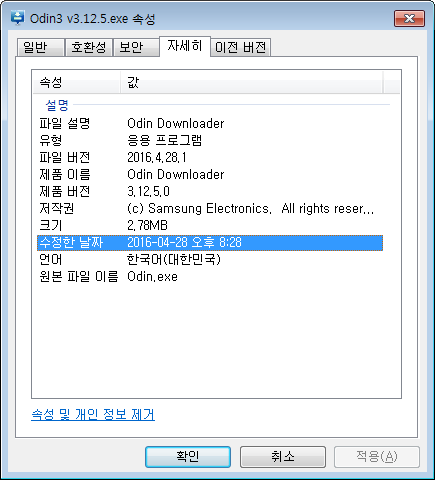 Odin3 v3.12.5.exe 속성
일반 호환성 보안 자세히 이전 버전
속성 값
설명
파일 설명 Odin Downloader
유형 응용 프로그램
파일 버전 2016.4.28.1
제품 이름 Odin Downloader
제품 버전 3.12.5.0
저작권 (c) Samsung Electronics. All rights reser...
크기 2.78MB
수정한 날짜 2016-04-28 오후 8:28
언어 한국어(대한민국)
원본 파일 이름 Odin.exe
속성 및 개인 정보 제거
확인 취소 적용(A)